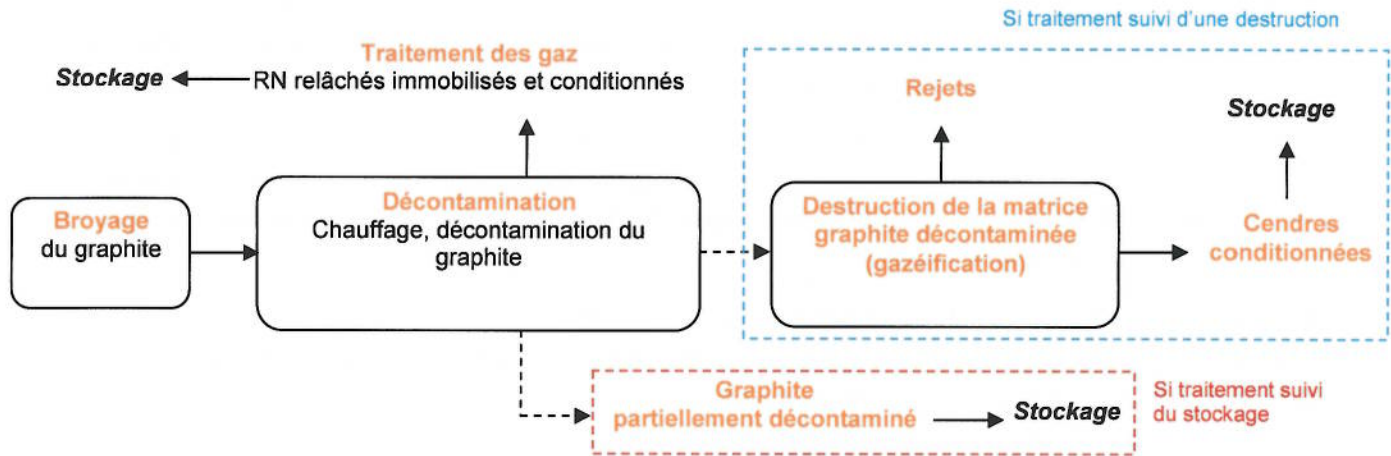 Si traitement suivi d'une destruction
Traitement des gaz
Stockage
RN relâchés immobilisés et conditionnés
Rejets
Stockage
Broyage
du graphite
Décontamination
Chauffage, décontamination du
graphite
Destruction de la matrice
graphite décontaminée
(gazéification)
Cendres
conditionnées
Graphite
partiellement décontaminé
Stockage
Si traitement suivi
du stockage